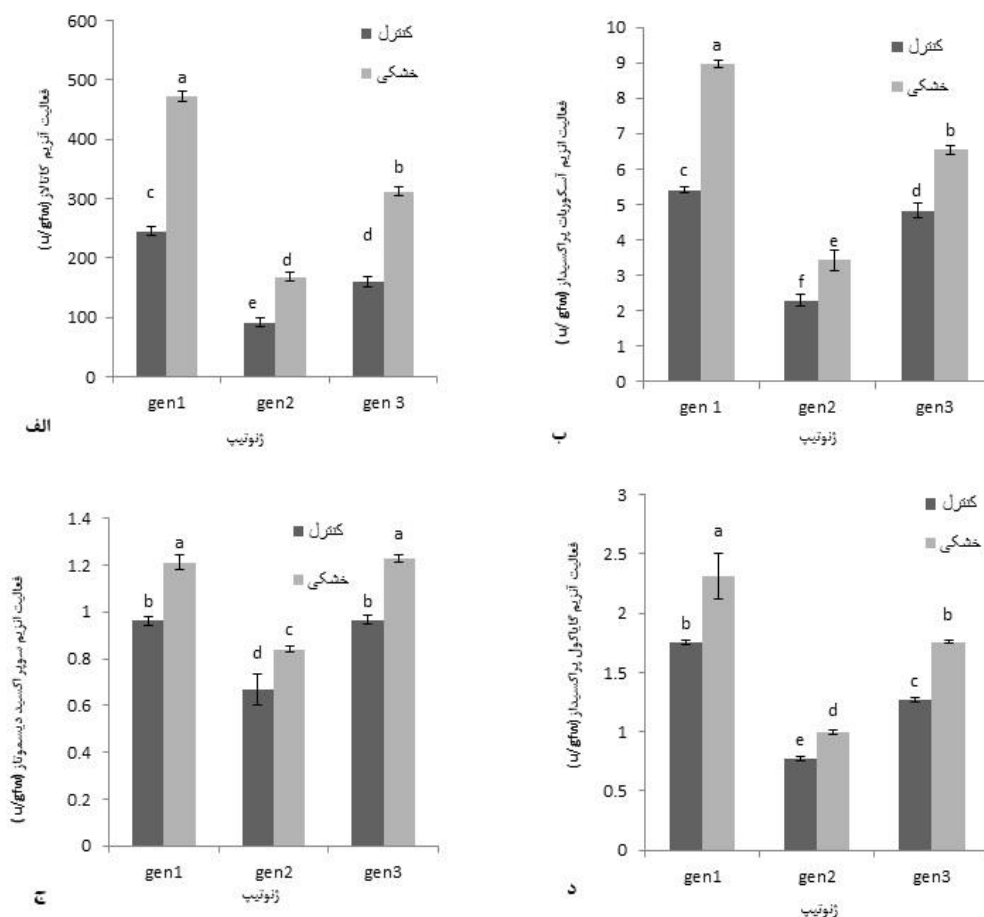 600
500
400
300
200
100
0
فعالیت آنزیم کاتالاز (u/gfw)
کنترل
خشکی
c
a
e
d
d
b
gen1
gen2
gen 3
ژنوتیپ
الف
10
9
8
7
6
5
4
3
2
1
0
فعالیت انزیم آسکوربات پراکسیداز (u/ gfw)
کنترل
خشکی
c
a
f
e
d
b
gen 1
gen2
gen3
ژنوتیپ
ب
1.4
1.2
1
0.8
0.6
0.4
0.2
0
فعالیت انزیم سوپراکسید دیسموتاز (u/gfw)
کنترل
خشکی
b
a
d
c
b
a
gen1
gen2
gen3
ژنوتیپ
ج
3
2.5
2
1.5
1
0.5
0
فعالیت آنزیم گایاکول پراکسیداز (u/gfw)
کنترل
خشکی
b
a
e
d
c
b
gen1
gen2
gen3
ژنوتیپ
د